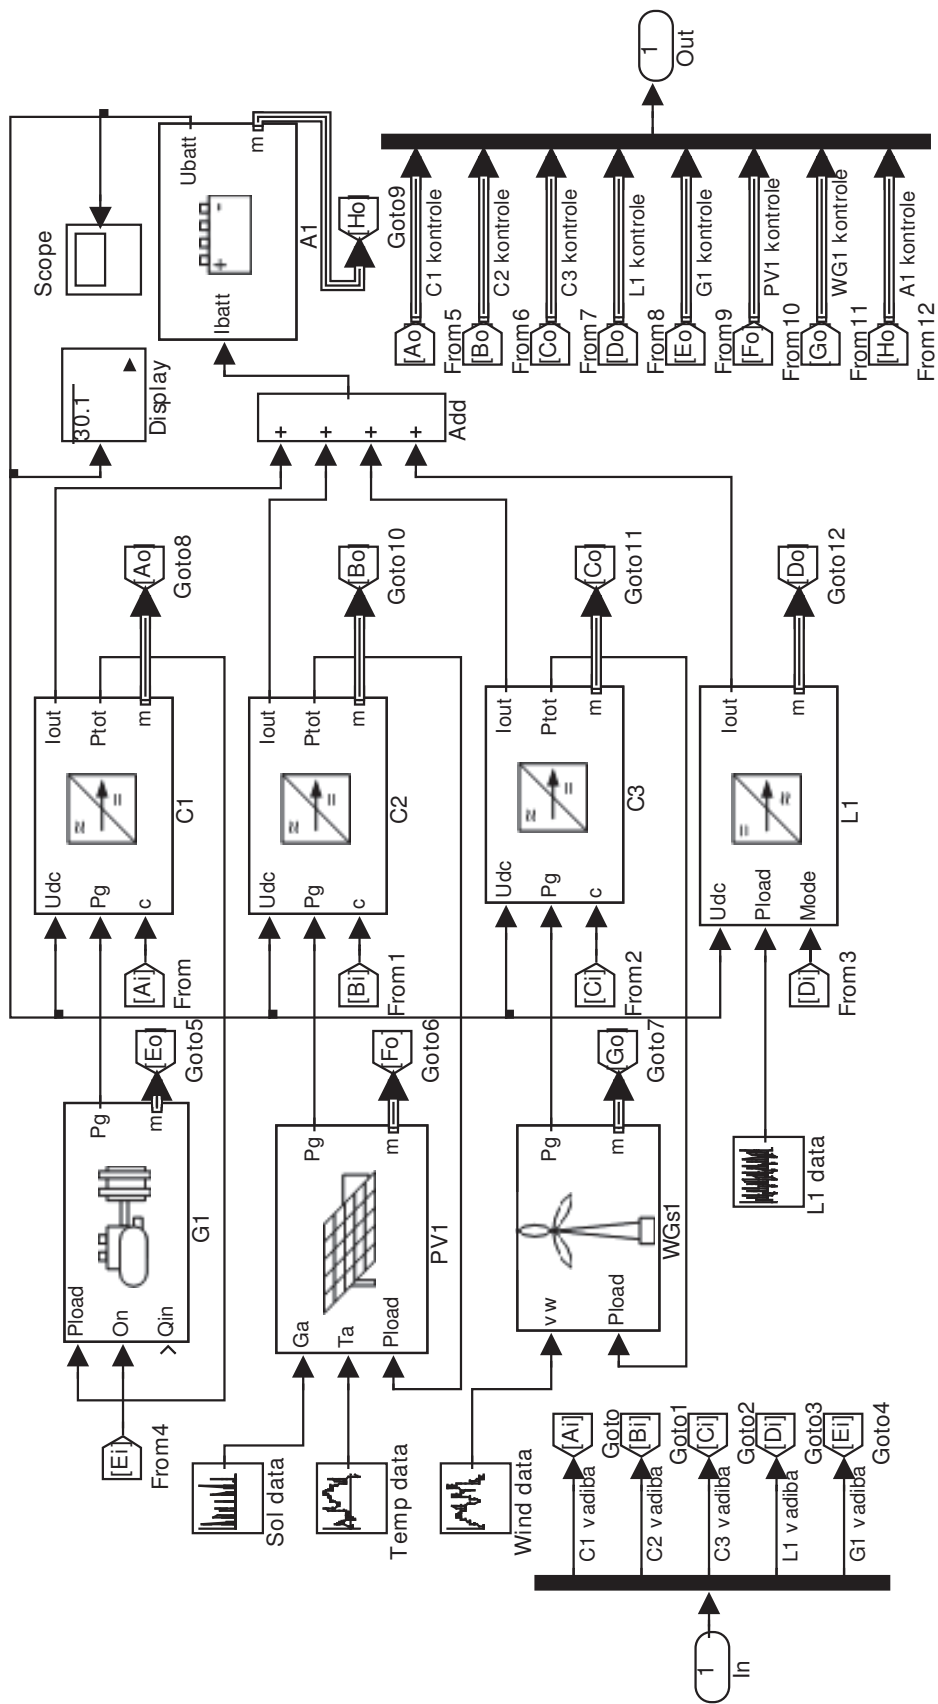 [Ei]
From4
Pload
On
Qin
Pg
m
G1
[Eo]
Goto5
[Ai]
From
Udc
Pg
c
Iout
Ptot
m
C1
[Ao]
Goto8
30.1
Display
Scope
Ibatt
+
-
Ubatt
m
A1
[Ho]
Goto9
Sol data
Temp data
Ga
Ta
Pload
Pg
m
PV1
[Fo]
Goto6
[Bi]
From1
Udc
Pg
c
Iout
Ptot
m
C2
[Bo]
Goto10
+
+
+
+
Add
Wind data
vw
Pload
Pg
m
WGs1
[Go]
Goto7
[Ci]
From2
Udc
Pg
c
Iout
Ptot
m
C3
[Co]
Goto11
L1 data
[Di]
From3
Udc
Pload
Mode
Iout
m
L1
[Do]
Goto12
1
In
C1 vadiba
[Ai]
Goto
C2 vadiba
[Bi]
Goto1
C3 vadiba
[Ci]
Goto2
L1 vadiba
[Di]
Goto3
G1 vadiba
[Ei]
Goto4
[Ao]
From5
C1 kontrole
[Bo]
From6
C2 kontrole
[Co]
From7
C3 kontrole
[Do]
From8
L1 kontrole
[Eo]
From9
G1 kontrole
[Fo]
From10
PV1 kontrole
[Go]
From11
WG1 kontrole
[Ho]
From12
A1 kontrole
1
Out